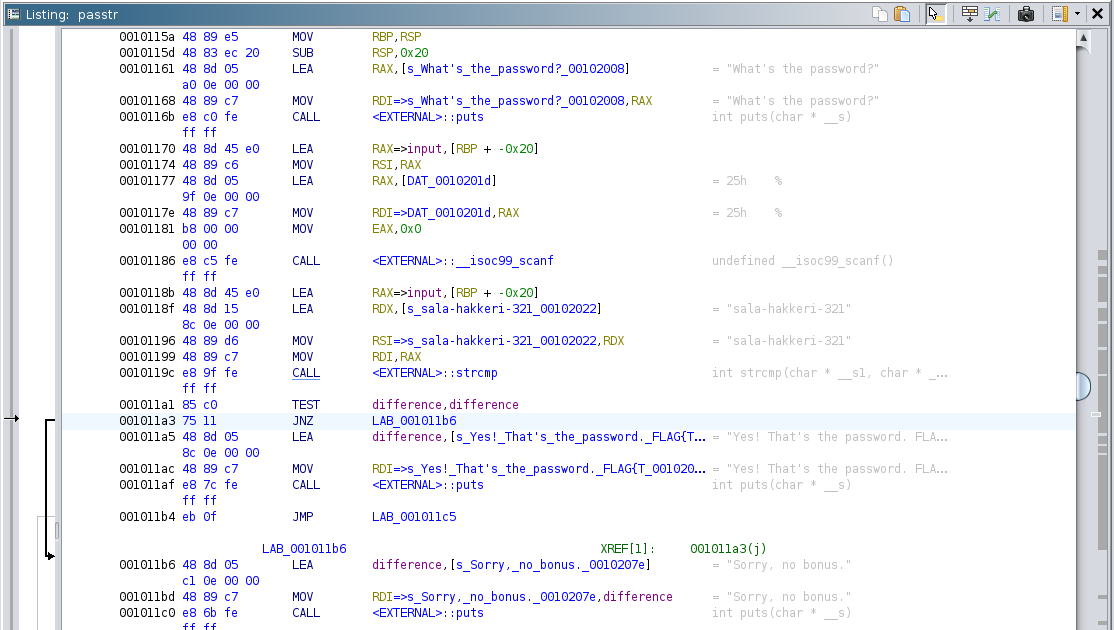 Listing: passtr
0010115a 48 89 e5 MOV RBP,RSP
0010115d 48 83 ec 20 SUB RSP,0x20
00101161 48 8d 05 LEA RAX,[s_What's_the_password?_00102008] = "What's the password?"
a0 0e 00 00
00101168 48 89 c7 MOV RDI=>s_What's_the_password?_00102008,RAX = "What's the password?"
0010116b e8 c0 fe CALL <EXTERNAL>::puts int puts(char * __s)
ff ff
00101170 48 8d 45 e0 LEA RAX=>input,[RBP + -0x20]
00101174 48 89 c6 MOV RSI,RAX
00101177 48 8d 05 LEA RAX,[DAT_0010201d] = 25h %
9f 0e 00 00
0010117e 48 89 c7 MOV RDI=>DAT_0010201d,RAX = 25h %
00101181 b8 00 00 MOV EAX,0x0
00 00
00101186 e8 c5 fe CALL <EXTERNAL>::__isoc99_scanf undefined __isoc99_scanf()
ff ff
0010118b 48 8d 45 e0 LEA RAX=>input,[RBP + -0x20]
0010118f 48 8d 15 LEA RDX,[s_sala-hakkeri-321_00102022] = "sala-hakkeri-321"
8c 0e 00 00
00101196 48 89 d6 MOV RSI=>s_sala-hakkeri-321_00102022,RDX = "sala-hakkeri-321"
00101199 48 89 c7 MOV RDI,RAX
0010119c e8 9f fe CALL <EXTERNAL>::strcmp int strcmp(char * __s1, char * _...
ff ff
001011a1 85 c0 TEST difference,difference
001011a3 75 11 JNZ LAB_001011b6
001011a5 48 8d 05 LEA difference,[s_Yes!_That's_the_password._FLAG{T... = "Yes! That's the password. FLA...
8c 0e 00 00
001011ac 48 89 c7 MOV RDI=>s_Yes!_That's_the_password._FLAG{T_001020... = "Yes! That's the password. FLA...
001011af e8 7c fe CALL <EXTERNAL>::puts int puts(char * __s)
ff ff
001011b4 eb 0f JMP LAB_001011c5
LAB_001011b6 XREF[1]: 001011a3(j)
001011b6 48 8d 05 LEA difference,[s_Sorry,_no_bonus._0010207e] = "Sorry, no bonus."
c1 0e 00 00
001011bd 48 89 c7 MOV RDI=>s_Sorry,_no_bonus._0010207e,difference = "Sorry, no bonus."
001011c0 e8 6b fe CALL <EXTERNAL>::puts int puts(char * __s)
ff ff